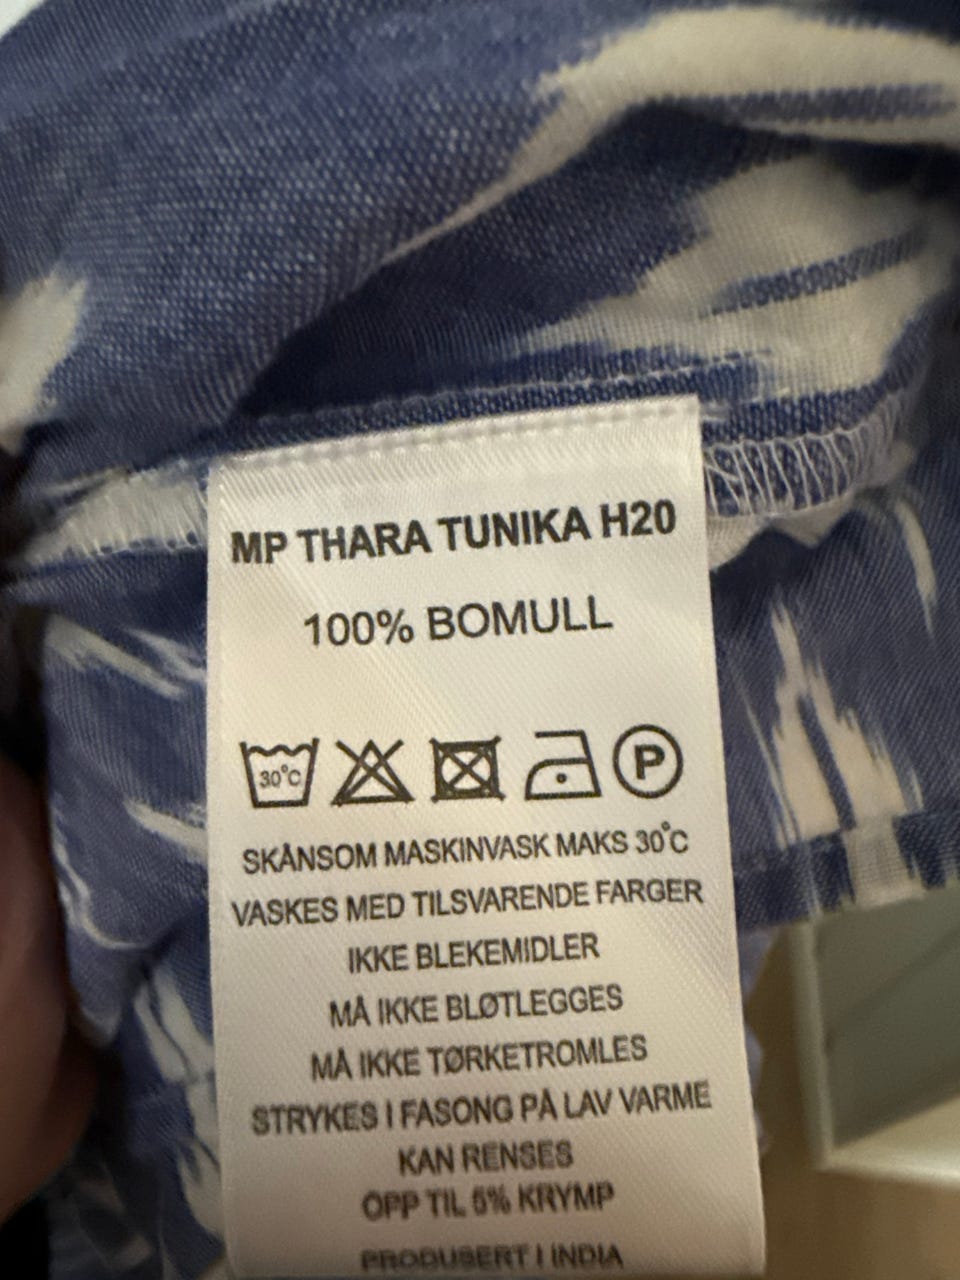 MP THARA TUNIKA H20
100% BOMULL
30°C P
SKÅNSOM MASKINVASK MAKS 30°C
VASKES MED TILSVARENDE FARGER
IKKE BLEKEMIDLER
MÅ IKKE BLØTLEGGES
MÅ IKKE TØRKETROMLES
STRYKES I FASONG PÅ LAV VARME
KAN RENSES
OPP TIL 5% KRYMP
PRODUSERT I INDIA